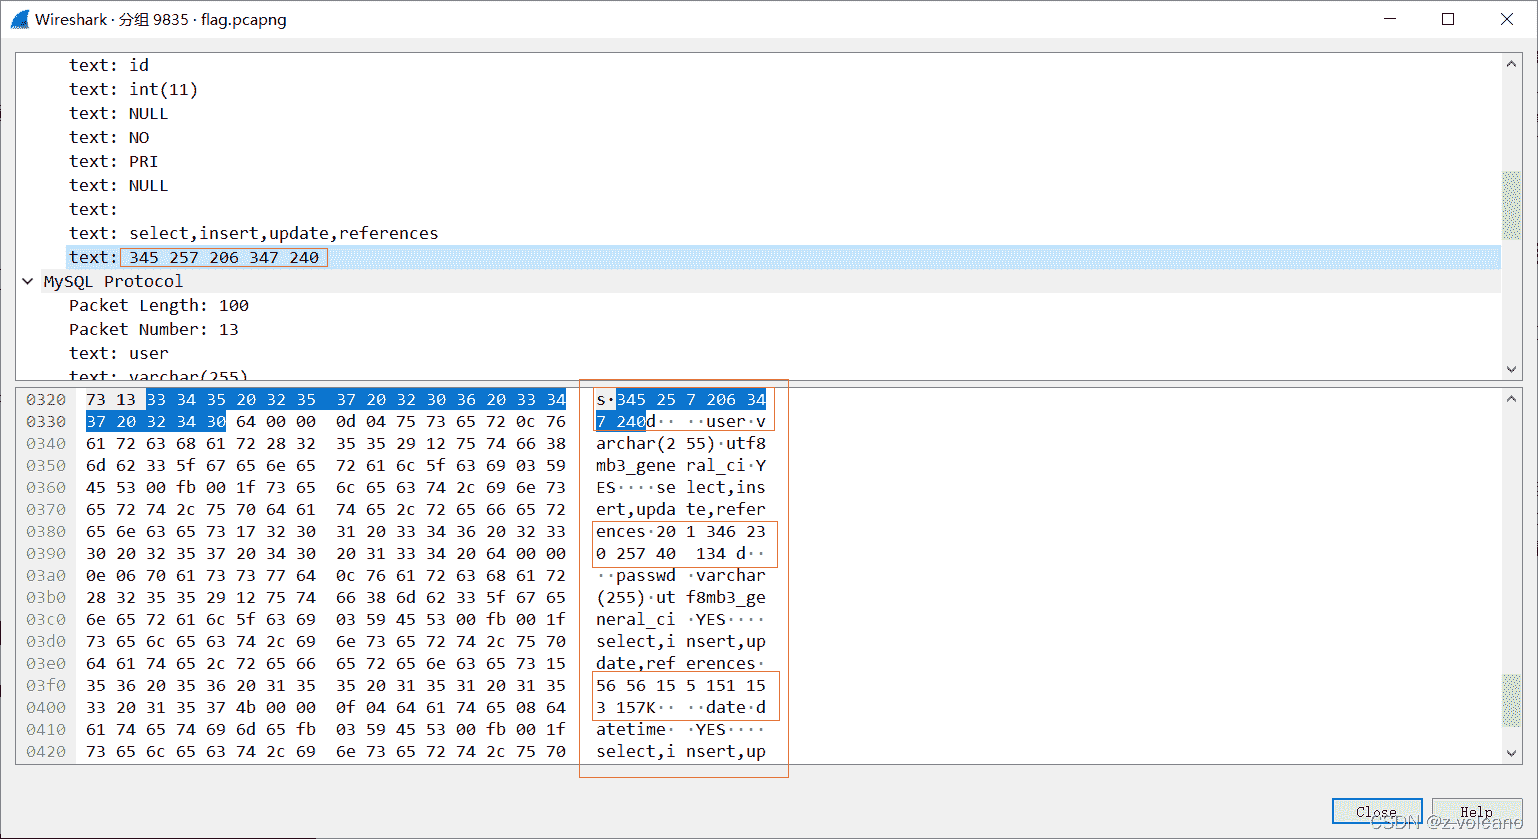 Wireshark · 分组 9835 · flag.pcapng
text: id
text: int(11)
text: NULL
text: NO
text: PRI
text: NULL
text:
text: select,insert,update,references
text: 345 257 206 347 240
MySQL Protocol
Packet Length: 100
Packet Number: 13
text: user
text: varchar(255)
0320 73 13 33 34 35 20 32 35 37 20 32 30 36 20 33 34 s·345 25 7 206 34
0330 37 20 32 34 30 64 00 00 0d 04 75 73 65 72 0c 76 7 240d·· ··user·v
0340 61 72 63 68 61 72 28 32 35 35 29 12 75 74 66 38 archar(2 55)·utf8
0350 6d 62 33 5f 67 65 6e 65 72 61 6c 5f 63 69 03 59 mb3_gene ral_ci·Y
0360 45 53 00 fb 00 1f 73 65 6c 65 63 74 2c 69 6e 73 ES····se lect,ins
0370 65 72 74 2c 75 70 64 61 74 65 2c 72 65 66 65 72 ert,upda te,refer
0380 65 6e 63 65 73 17 32 30 31 20 33 34 36 20 32 33 ences·20 1 346 23
0390 30 20 32 35 37 20 34 30 20 31 33 34 20 64 00 00 0 257 40 134 d··
03a0 0e 06 70 61 73 73 77 64 0c 76 61 72 63 68 61 72 ··passwd ·varchar
03b0 28 32 35 35 29 12 75 74 66 38 6d 62 33 5f 67 65 (255)·ut f8mb3_ge
03c0 6e 65 72 61 6c 5f 63 69 03 59 45 53 00 fb 00 1f neral_ci ·YES····
03d0 73 65 6c 65 63 74 2c 69 6e 73 65 72 74 2c 75 70 select,i nsert,up
03e0 64 61 74 65 2c 72 65 66 65 72 65 6e 63 65 73 15 date,ref erences·
03f0 35 36 20 35 36 20 31 35 35 20 31 35 31 20 31 35 56 56 15 5 151 15
0400 33 20 31 35 37 4b 00 00 0f 04 64 61 74 65 08 64 3 157K·· ··date·d
0410 61 74 65 74 69 6d 65 fb 03 59 45 53 00 fb 00 1f atetime· ·YES····
0420 73 65 6c 65 63 74 2c 69 6e 73 65 72 74 2c 75 70 select,i nsert,up
Close
Help
CSDN @z.volcano